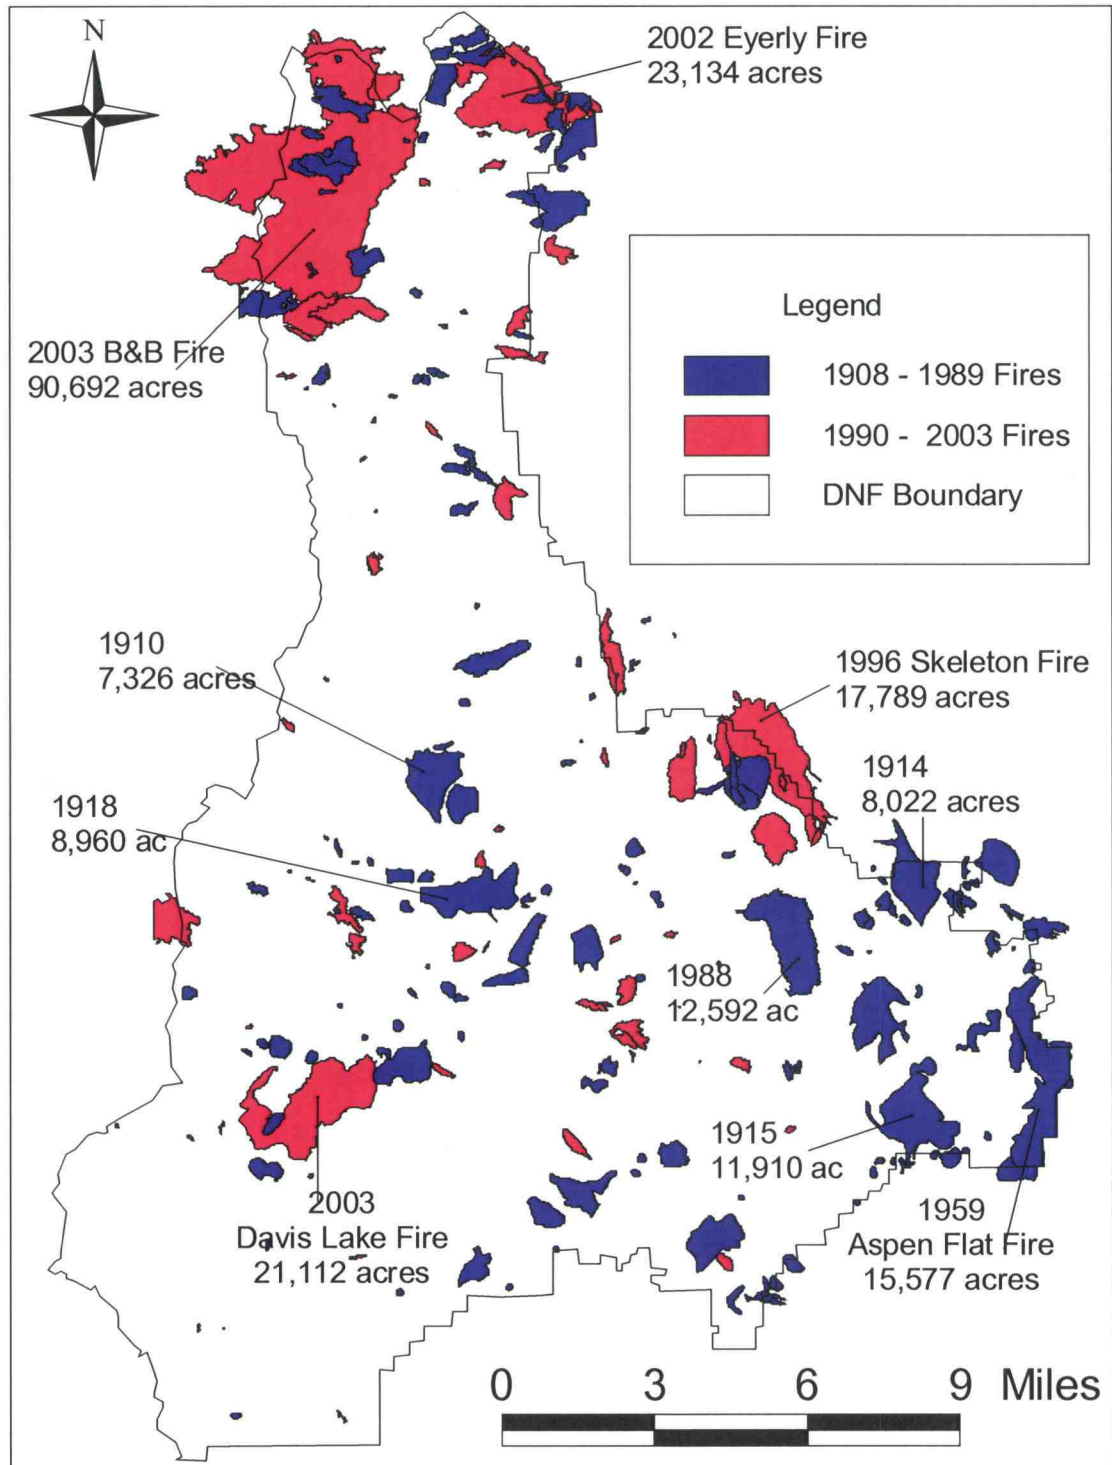 N
2002 Eyerly Fire
23,134 acres
Legend
1908 - 1989 Fires
1990 - 2003 Fires
DNF Boundary
2003 B&B Fire
90,692 acres
1910
7,326 acres
1996 Skeleton Fire
17,789 acres
1918
8,960 ac
1914
8,022 acres
1988
12,592 ac
1915
11,910 ac
2003
Davis Lake Fire
21,112 acres
1959
Aspen Flat Fire
15,577 acres
0 3 6 9 Miles